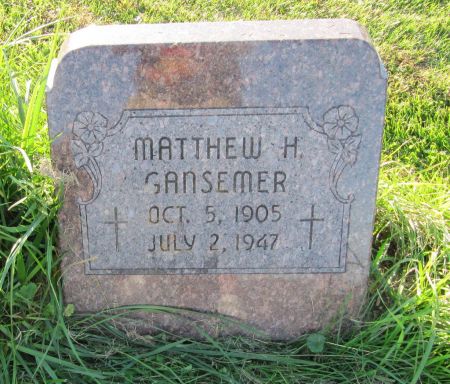 MATTHEW H.
GANSEMER
OCT. 5, 1905
JULY 2, 1947